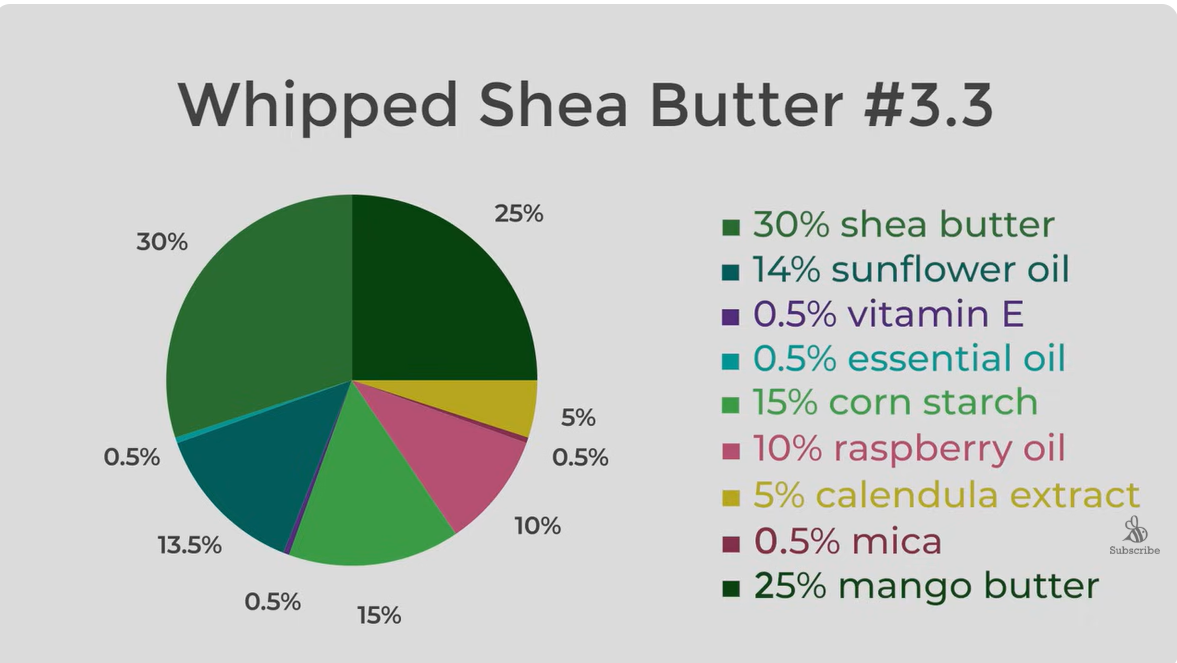 Whipped Shea Butter #3.3
25%
30%
5%
0.5%
0.5%
10%
13.5%
0.5%
15%
30% shea butter
14% sunflower oil
0.5% vitamin E
0.5% essential oil
15% corn starch
10% raspberry oil
5% calendula extract
0.5% mica
25% mango butter
Subscribe